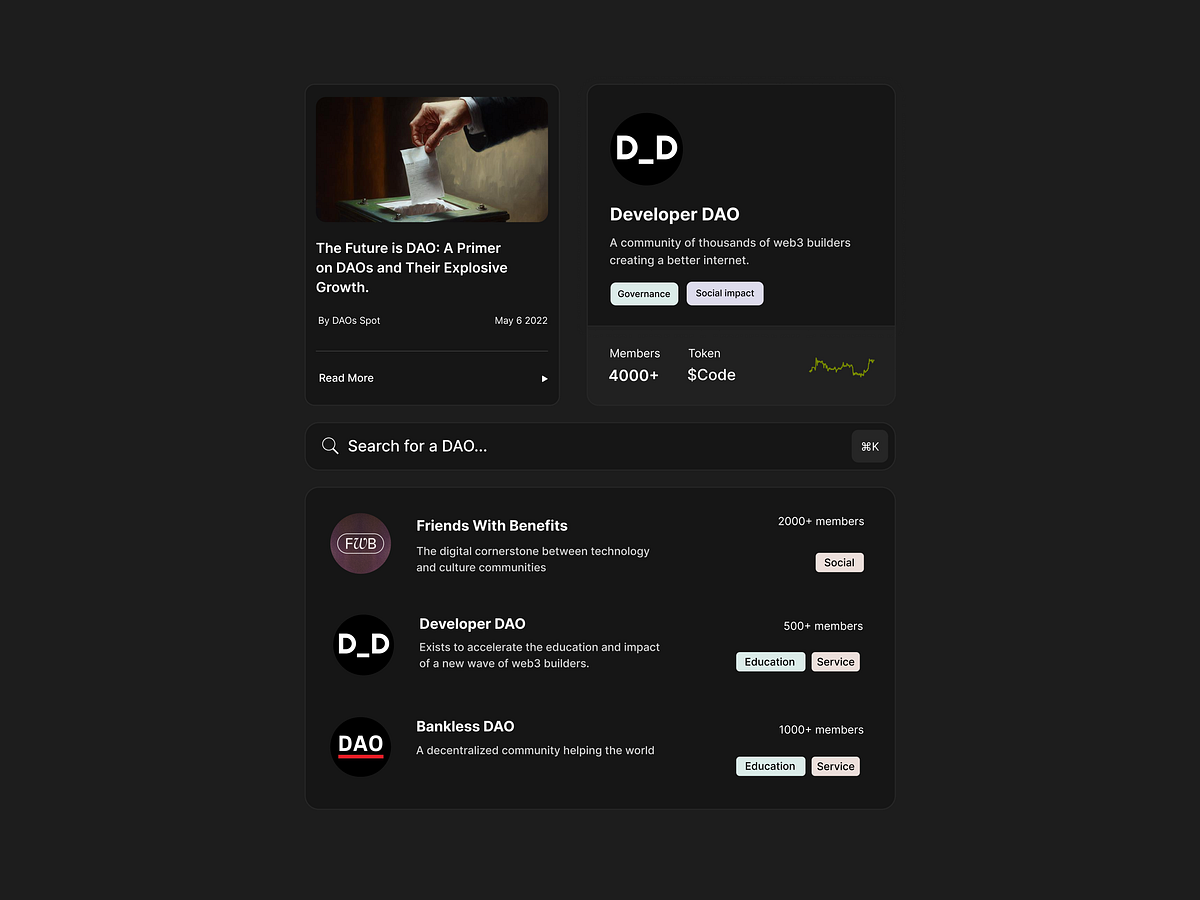 The Future is DAO: A Primer
on DAOs and Their Explosive
Growth.
By DAOs Spot
May 6 2022
Read More
D_D
Developer DAO
A community of thousands of web3 builders
creating a better internet.
Governance
Social impact
Members
Token
4000+
$Code
Search for a DAO...
⌘K
FWB
Friends With Benefits
The digital cornerstone between technology
and culture communities
2000+ members
Social
D_D
Developer DAO
Exists to accelerate the education and impact
of a new wave of web3 builders.
500+ members
Education
Service
DAO
Bankless DAO
A decentralized community helping the world
1000+ members
Education
Service